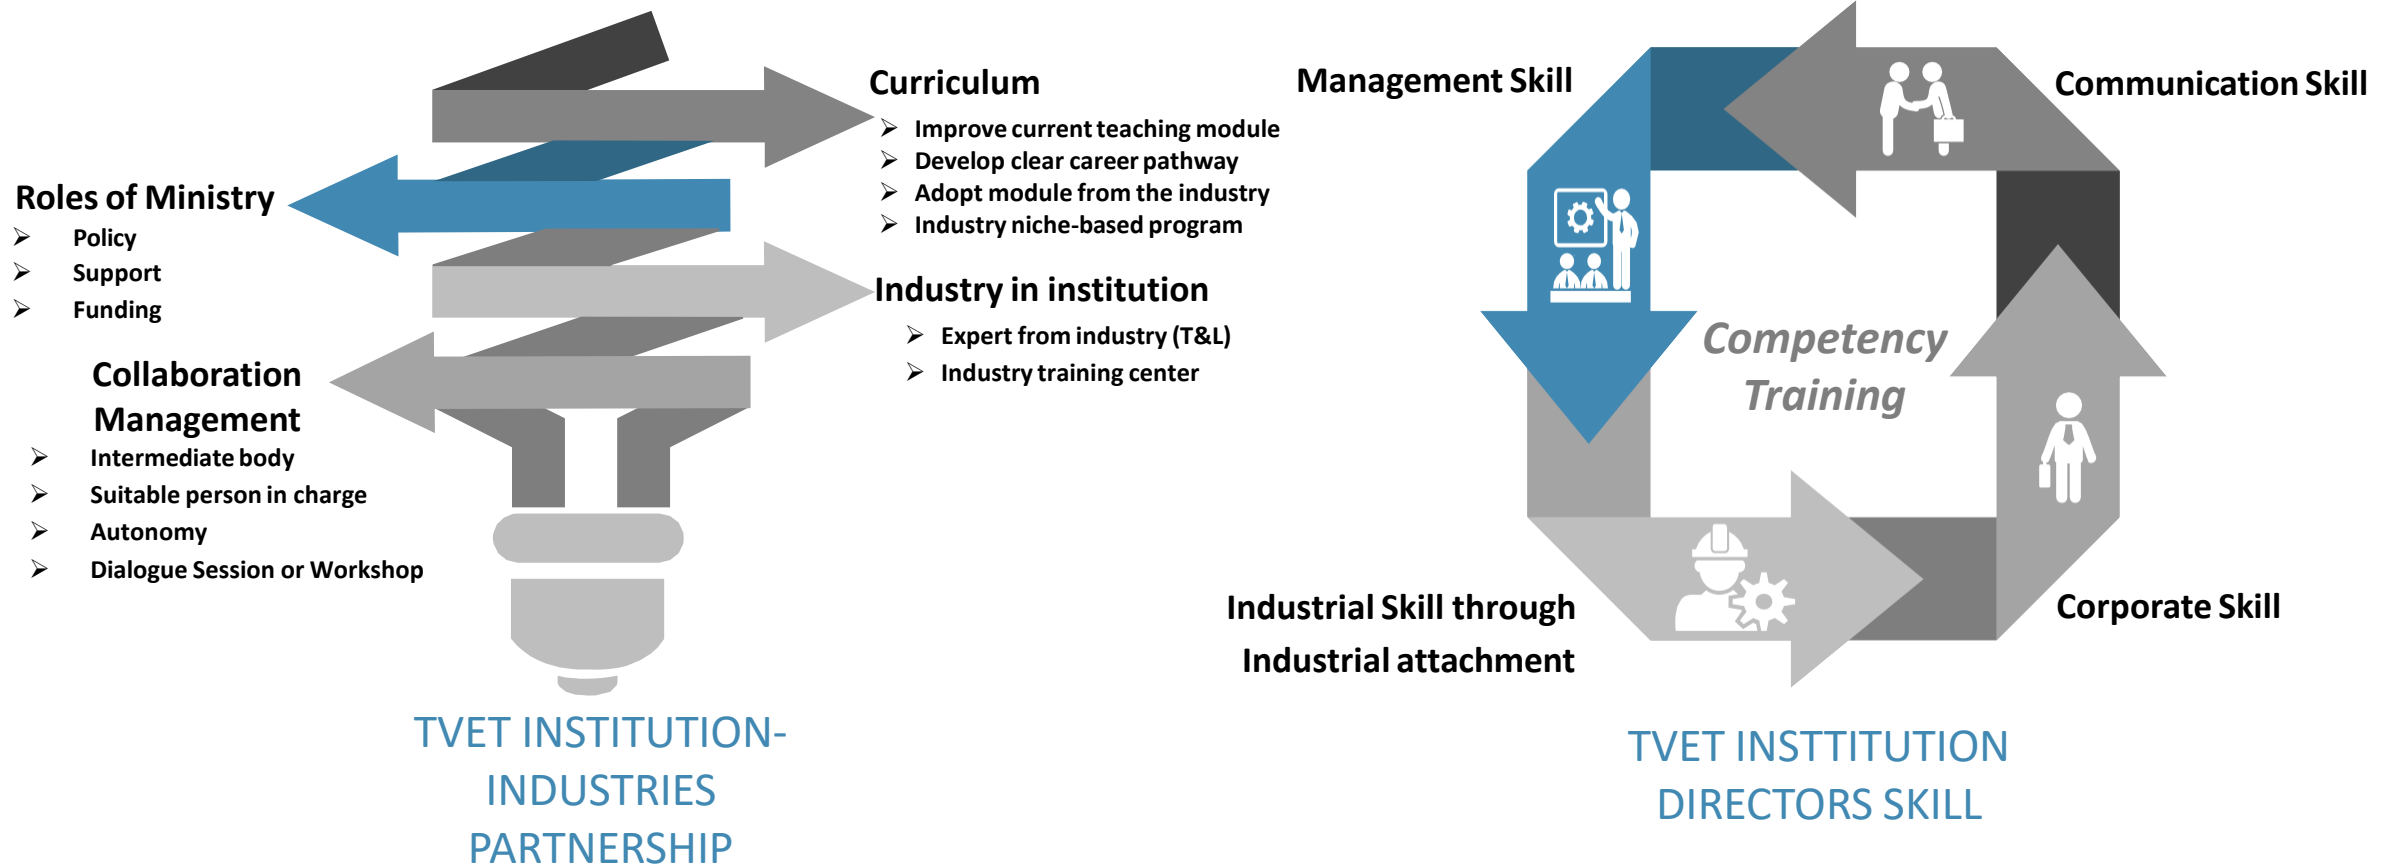 Curriculum
➢ Improve current teaching module
➢ Develop clear career pathway
➢ Adopt module from the industry
➢ Industry niche-based program
Roles of Ministry
➢ Policy
➢ Support
➢ Funding
Industry in institution
➢ Expert from industry (T&L)
➢ Industry training center
Collaboration
Management
➢ Intermediate body
➢ Suitable person in charge
➢ Autonomy
➢ Dialogue Session or Workshop
TVET INSTITUTION-
INDUSTRIES
PARTNERSHIP
Management Skill
Communication Skill
Competency
Training
Industrial Skill through
Industrial attachment
Corporate Skill
TVET INSTTITUTION
DIRECTORS SKILL